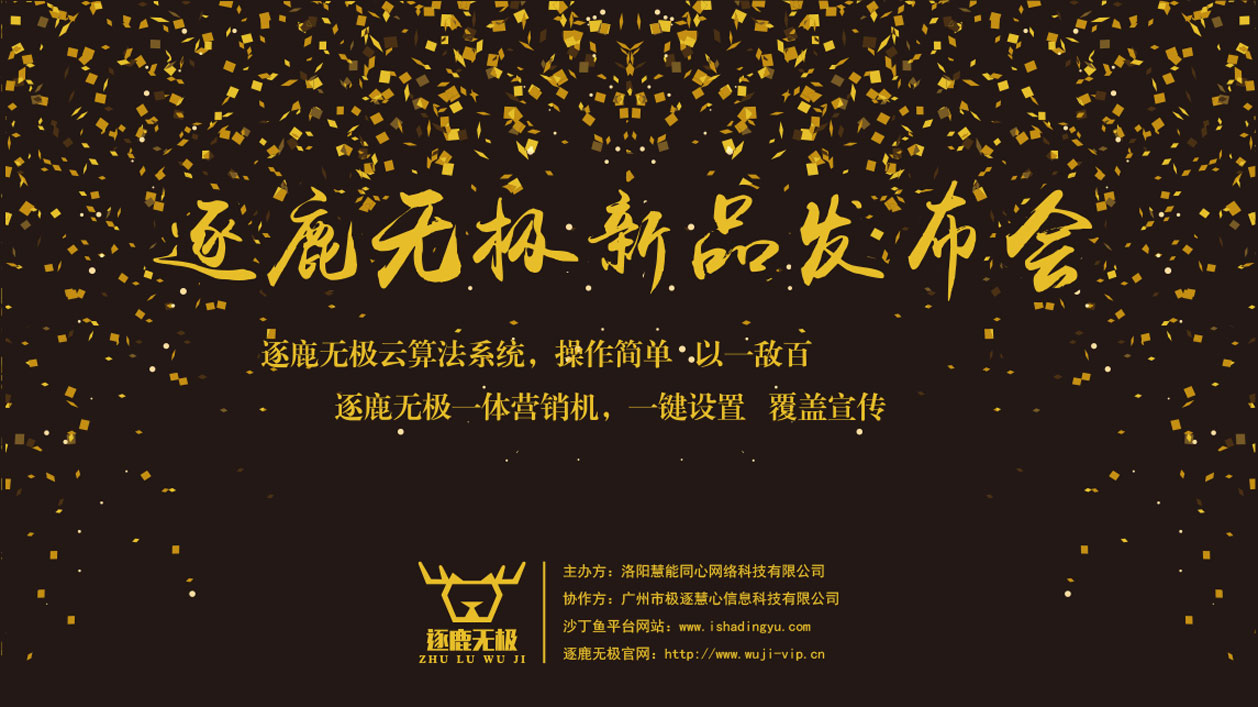 逐鹿无极新品发布会
逐鹿无极云算法系统，操作简单 以一敌百
逐鹿无极一体营销机，一键设置 覆盖宣传
逐鹿无极
ZHU LU WU JI
主办方：洛阳慧能同心网络科技有限公司
协作方：广州市极逐慧心信息科技有限公司
沙丁鱼平台网站：www.ishadingyu.com
逐鹿无极官网：http://www.wuji-vip.cn